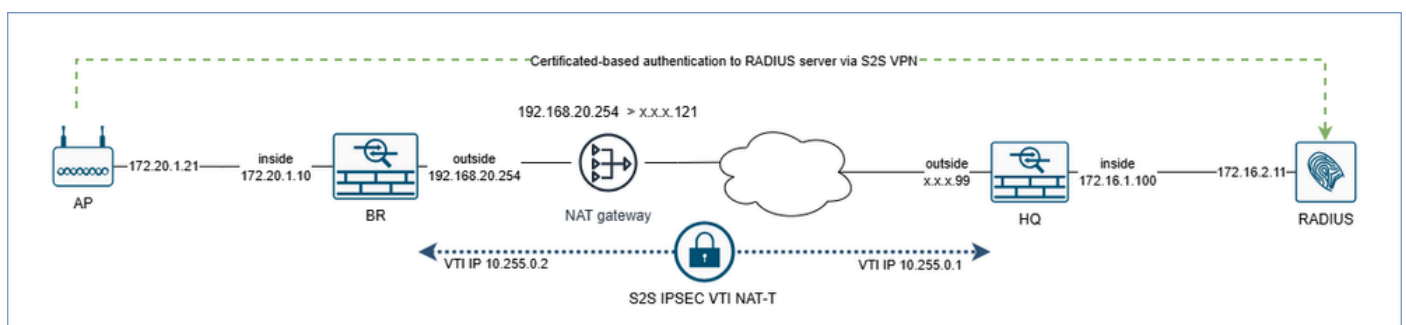 Certificated-based authentication to RADIUS server via S2S VPN
192.168.20.254 > x.x.x.121
172.20.1.21
inside
172.20.1.10
outside
192.168.20.254
outside
x.x.x.99
inside
172.16.1.100
172.16.2.11
AP
BR
NAT gateway
HQ
RADIUS
VTI IP 10.255.0.2
VTI IP 10.255.0.1
S2S IPSEC VTI NAT-T